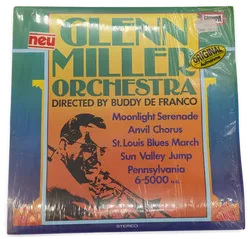 GLENN
neu
MILLER
ORCHESTRA
ORIGINAL
DIRECTED BY BUDDY DE FRANCO
Moonlight Serenade
Anvil Chorus
St. Louis Blues March
Sun Valley Jump
Pennsylvania
6-5000
STEREO